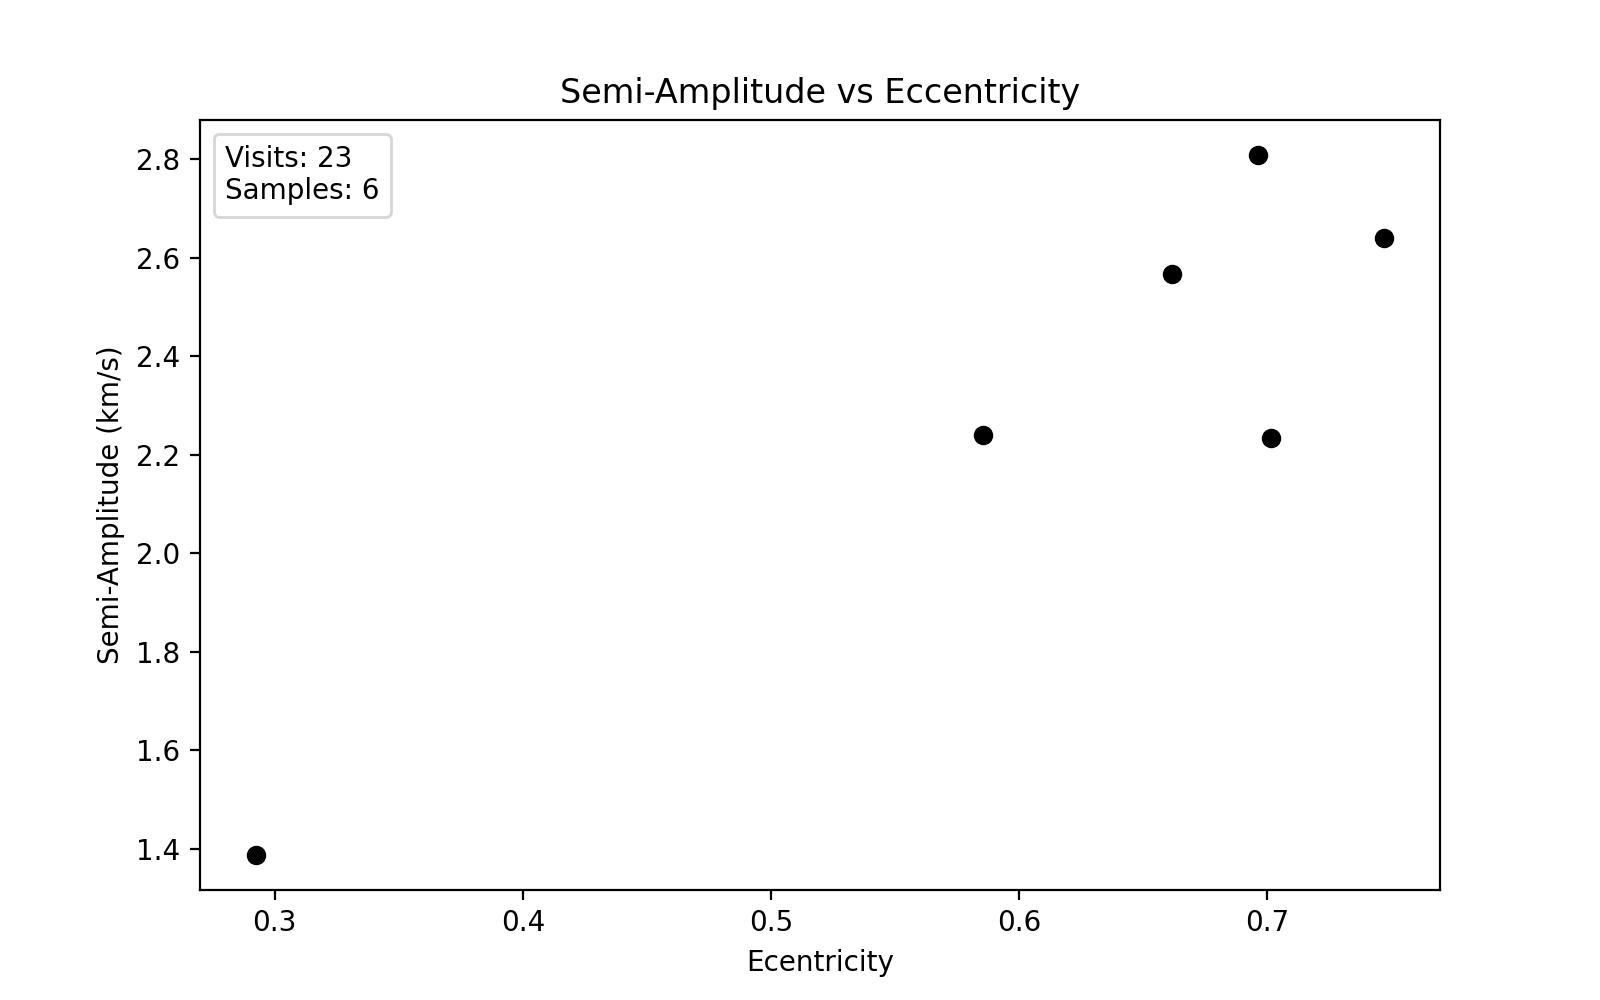 Semi-Amplitude vs Eccentricity
Visits: 23
Samples: 6
2.8
2.6
2.4
2.2
2.0
1.8
1.6
1.4
Semi-Amplitude (km/s)
0.3 0.4 0.5 0.6 0.7
Ecentricity